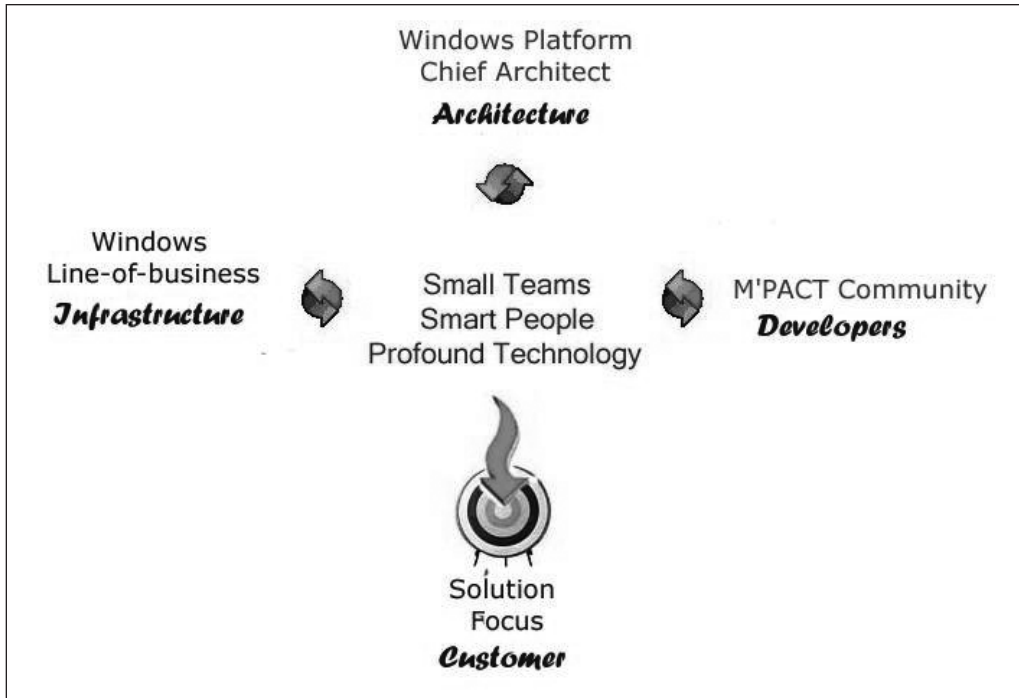 Windows Platform
Chief Architect
Architecture
Windows
Line-of-business
Infrastructure
Small Teams
Smart People
Profound Technology
M'PACT Community
Developers
Solution
Focus
Customer